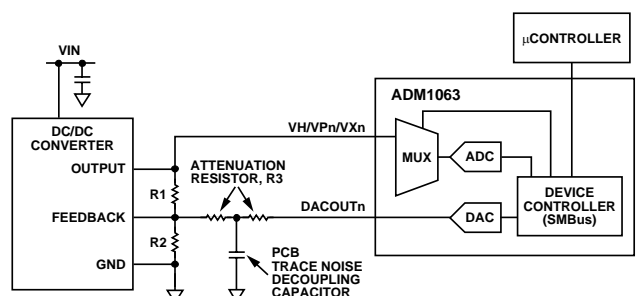 μCONTROLLER
VIN
ADM1063
DC/DC
CONVERTER
VH/VPn/VXn
MUX
ADC
OUTPUT
ATTENUATION
RESISTOR, R3
R1
DEVICE
CONTROLLER
(SMBus)
FEEDBACK
DACOUTn
DAC
R2
PCB
TRACE NOISE
DECOUPLING
CAPACITOR
GND